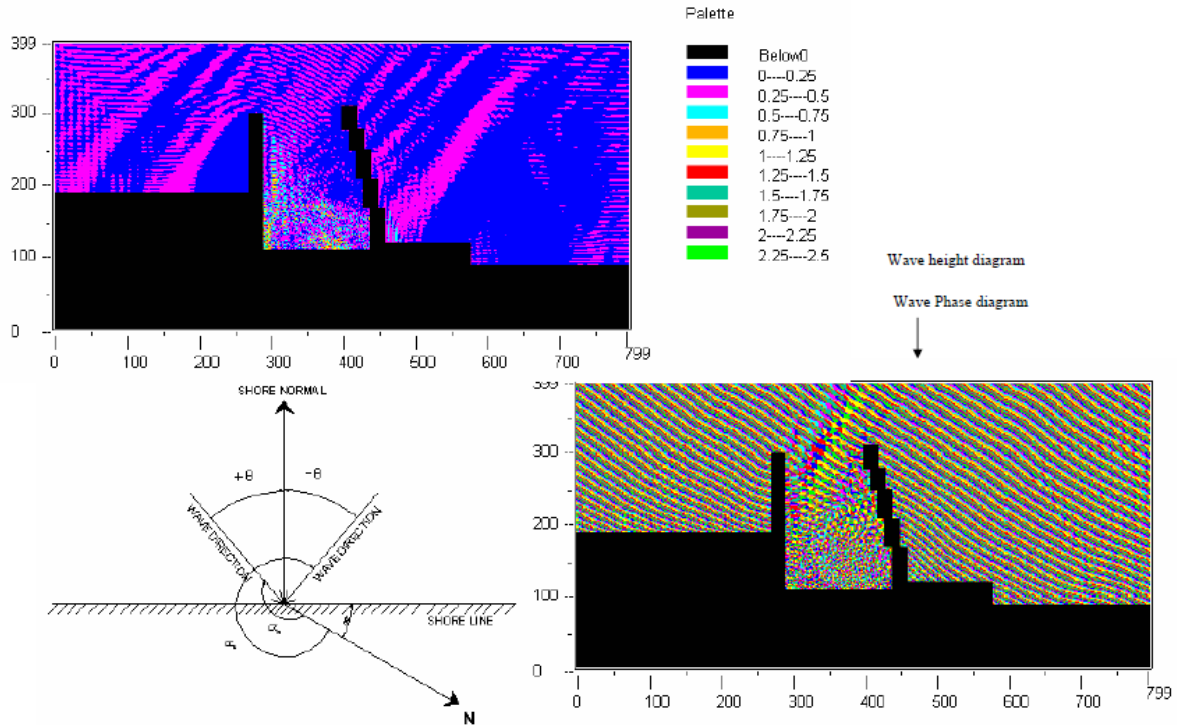 Palette
Below0
0----0.25
0.25----0.5
0.5----0.75
0.75----1
1----1.25
1.25----1.5
1.5----1.75
1.75----2
2----2.25
2.25----2.5
399
300
200
100
0
0 100 200 300 400 500 600 700 799
Wave height diagram
Wave Phase diagram
SHORE NORMAL
+θ -θ
WAVE DIRECTION WAVE DIRECTION
SHORE LINE
N
399
300
200
100
0
0 100 200 300 400 500 600 700 799